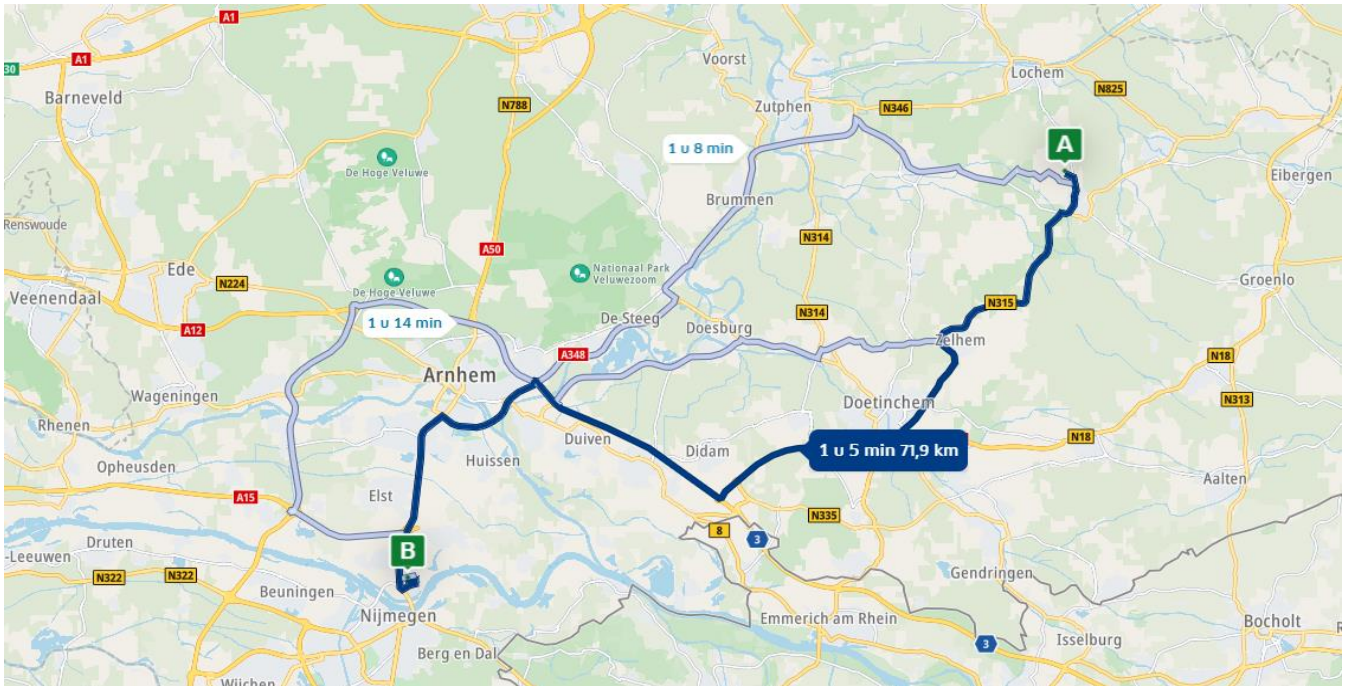 A1
A1
30
Barneveld
N788
Voorst
Lochem
N825
Zutphen
N346
De Hoge Veluwe
1 u 8 min
A
Eibergen
Renswoude
Brummen
Ede
A50
N314
Nationaal Park
Veluwezoom
N224
De Hoge Veluwe
Groenlo
Veenendaal
N315
A12
1 u 14 min
De Steeg
Doesburg
N314
Zelhem
A348
N18
Arnhem
Wageningen
Doetinchem
N313
Rhenen
Duiven
Didam
1 u 5 min 71,9 km
N18
Opheusden
Huissen
Aalten
A15
Elst
N335
8
3
-Leeuwen
Druten
B
N322
N322
Beuningen
Gendringen
Nijmegen
Emmerich am Rhein
Isselburg
Bocholt
3
Berg en Dal
Wijchen